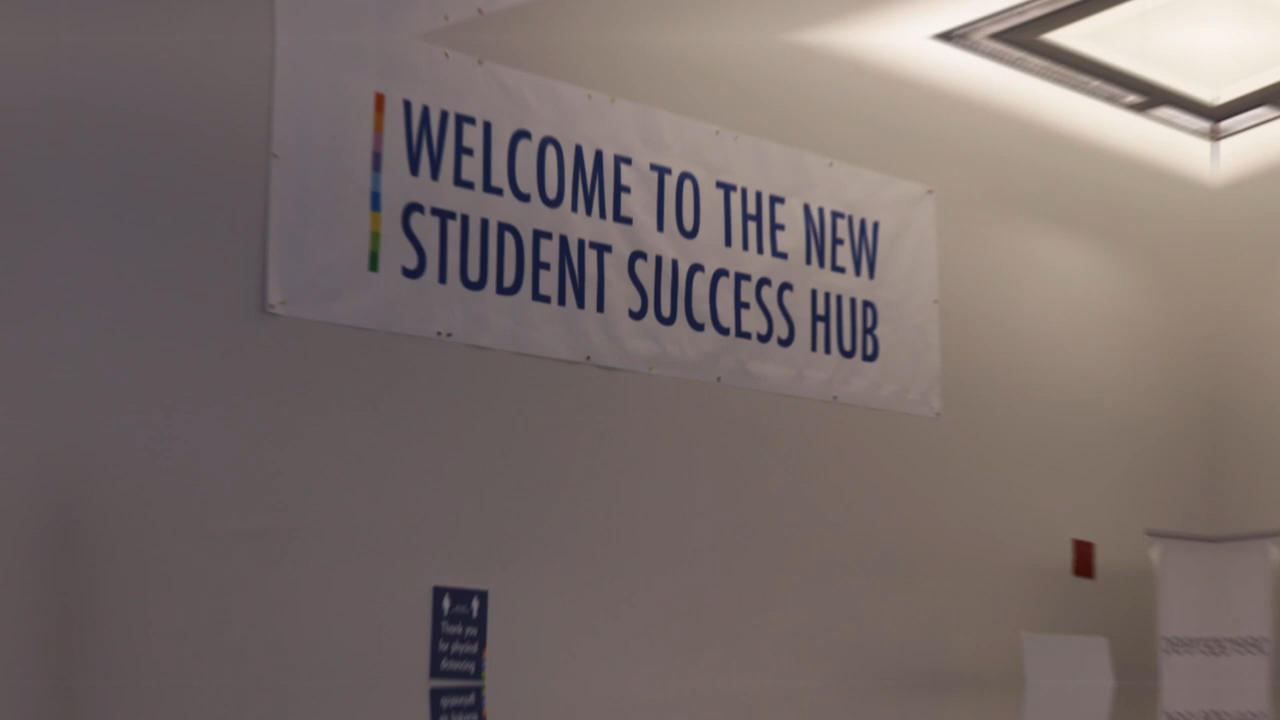 WELCOME TO THE NEW
STUDENT SUCCESS HUB
Thank you
for physical
distancing